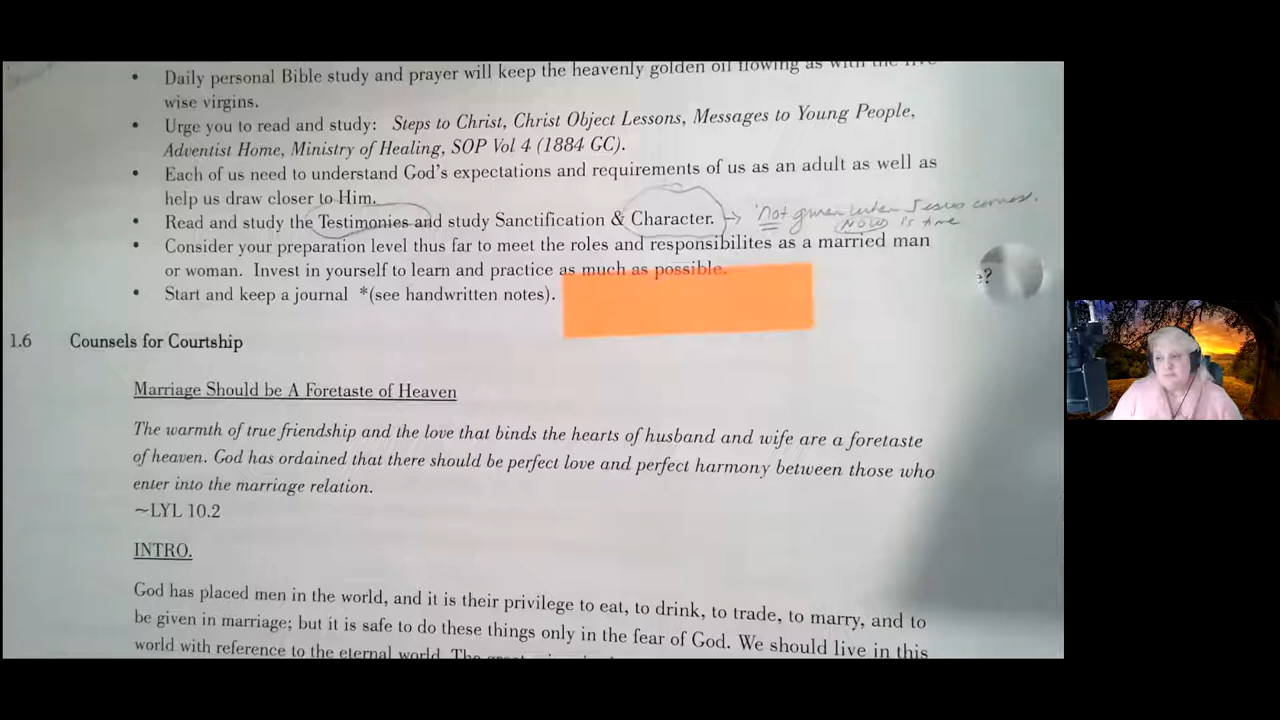 • Daily personal Bible study and prayer will keep the heavenly golden oil flowing as with the five
wise virgins.
• Urge you to read and study: Steps to Christ, Christ Object Lessons, Messages to Young People,
Adventist Home, Ministry of Healing, SOP Vol 4 (1884 GC).
• Each of us need to understand God's expectations and requirements of us as an adult as well as
help us draw closer to Him.
• Read and study the Testimonies and study Sanctification & Character. → not given when Jesus comes.
NOW is time
• Consider your preparation level thus far to meet the roles and responsibilites as a married man
or woman. Invest in yourself to learn and practice as much as possible.
e?
• Start and keep a journal *(see handwritten notes).
1.6 Counsels for Courtship
Marriage Should be A Foretaste of Heaven
The warmth of true friendship and the love that binds the hearts of husband and wife are a foretaste
of heaven. God has ordained that there should be perfect love and perfect harmony between those who
enter into the marriage relation.
~LYL 10.2
INTRO.
God has placed men in the world, and it is their privilege to eat, to drink, to trade, to marry, and to
be given in marriage; but it is safe to do these things only in the fear of God. We should live in this
world with reference to the eternal world. The